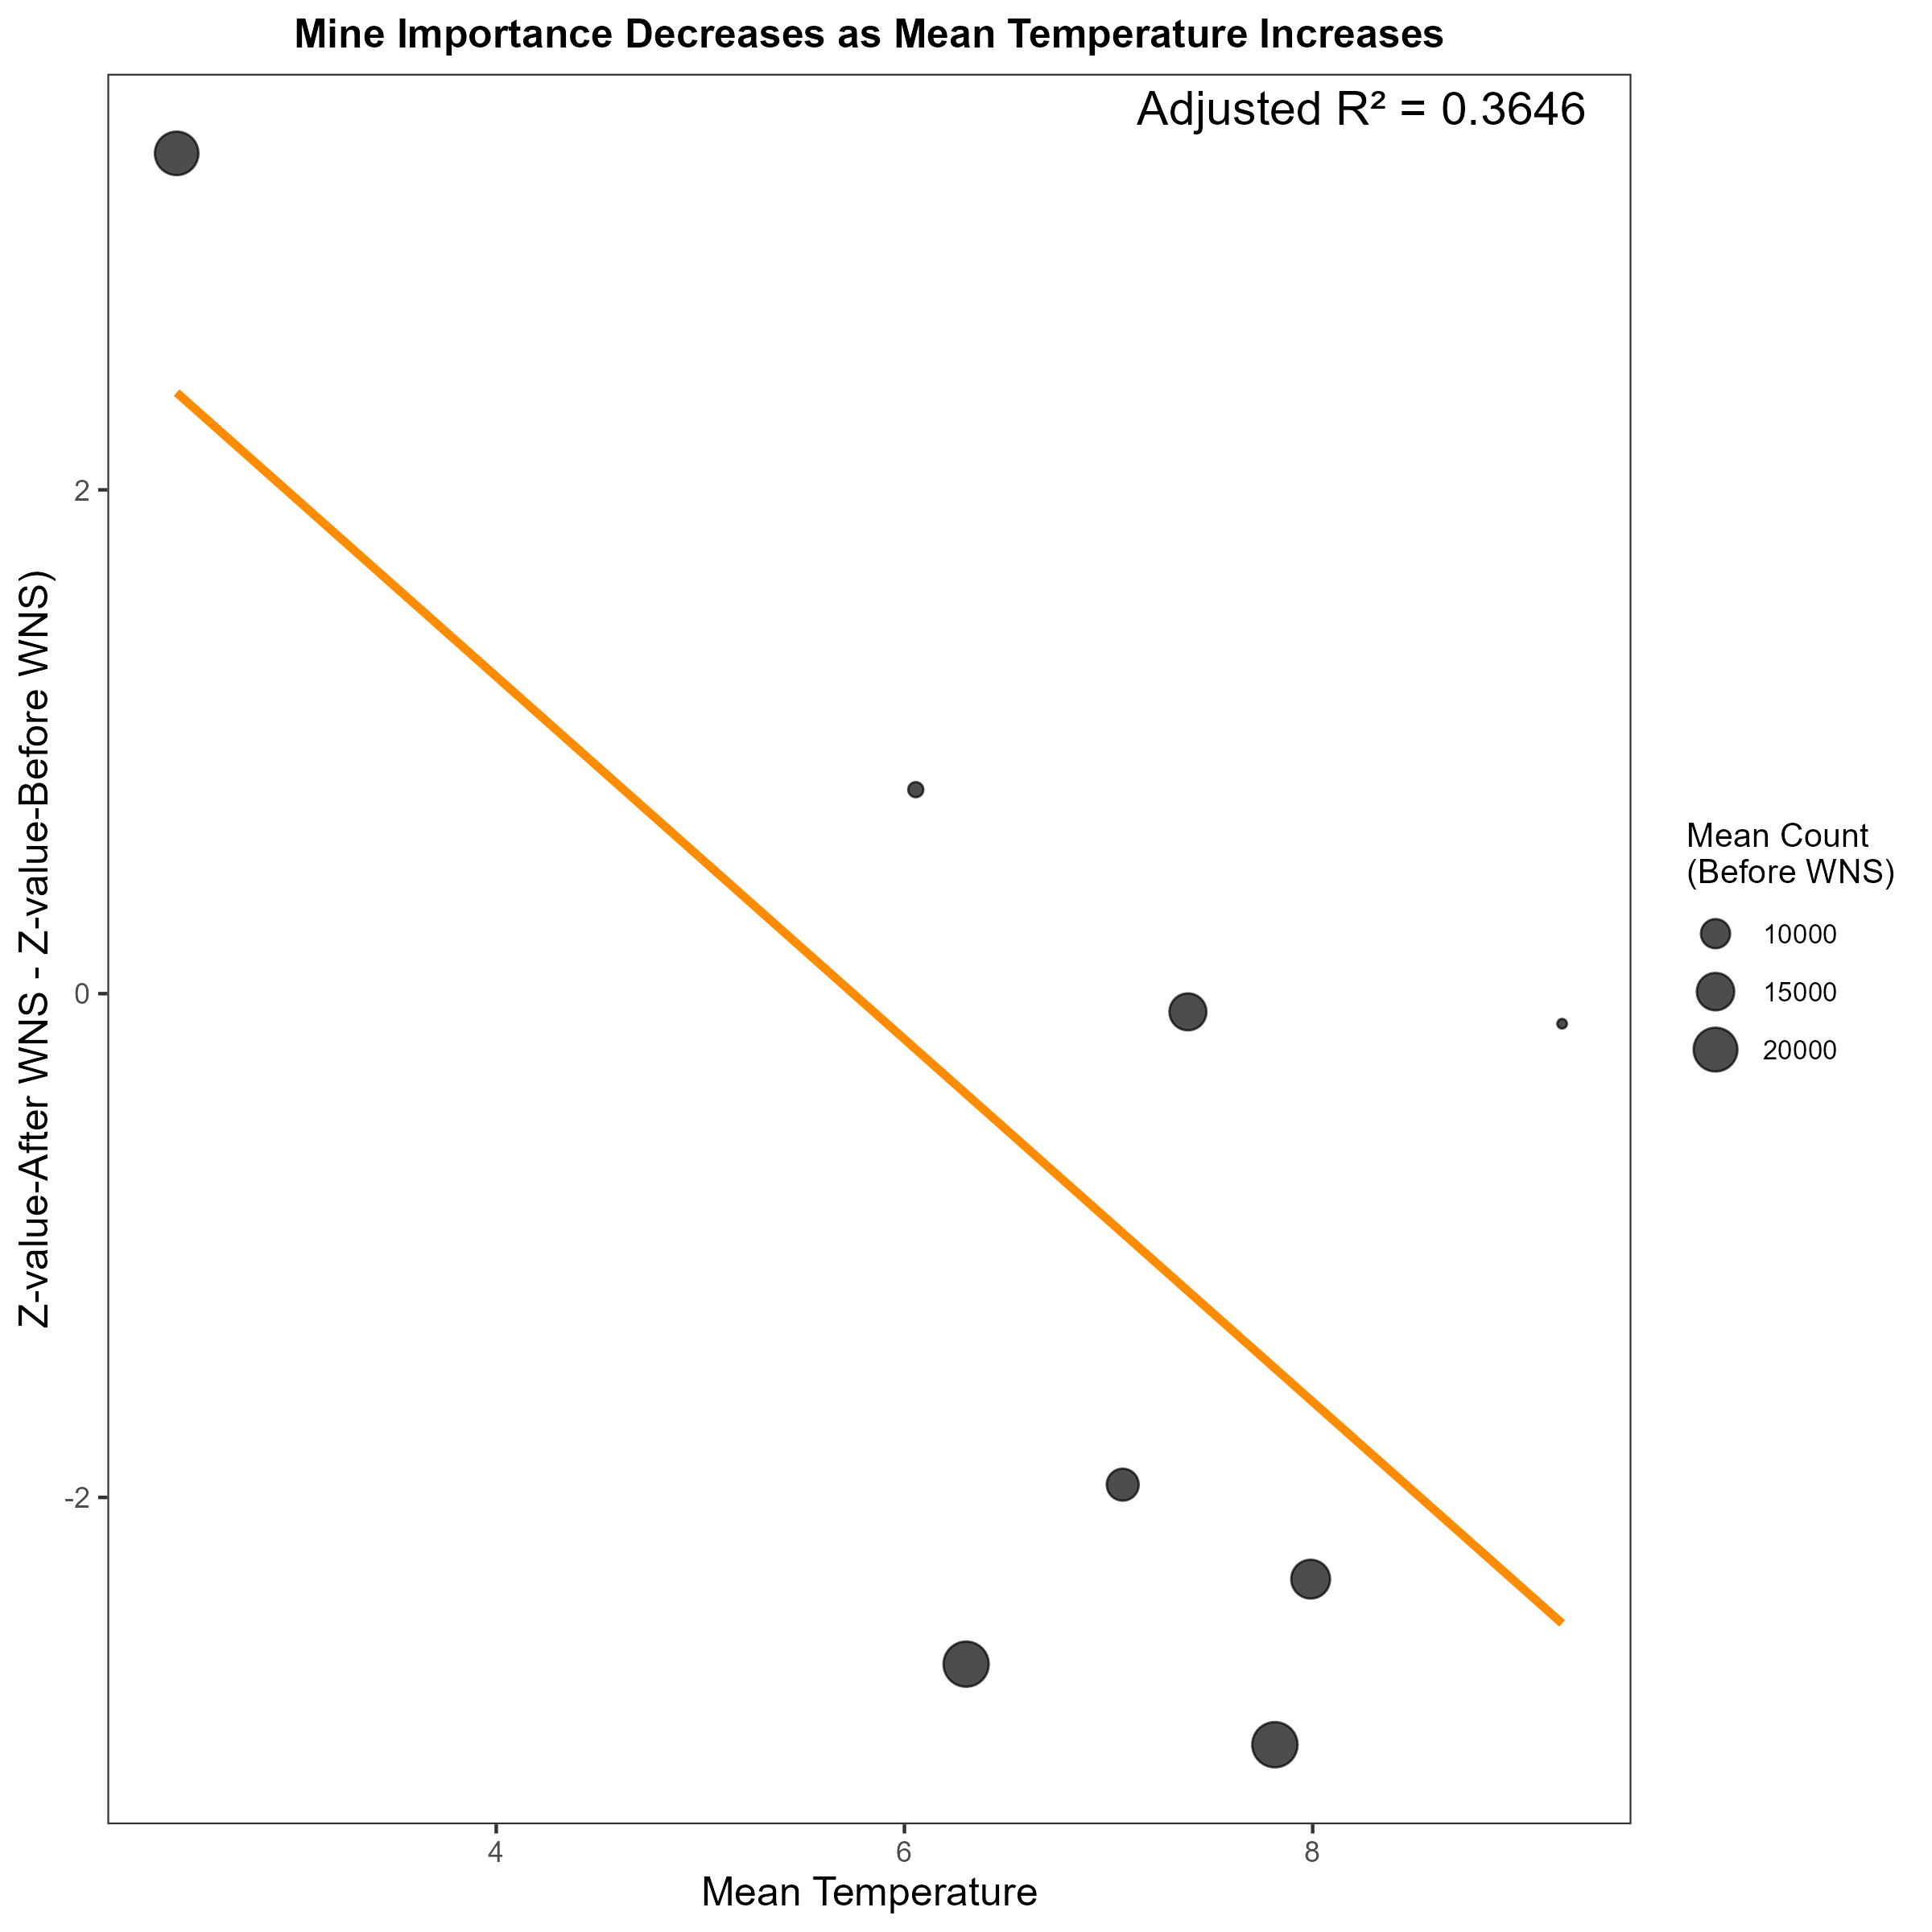 Mine Importance Decreases as Mean Temperature Increases
Adjusted R² = 0.3646
Z-value-After WNS - Z-value-Before WNS)
2
0
-2
4
6
8
Mean Temperature
Mean Count
(Before WNS)
10000
15000
20000